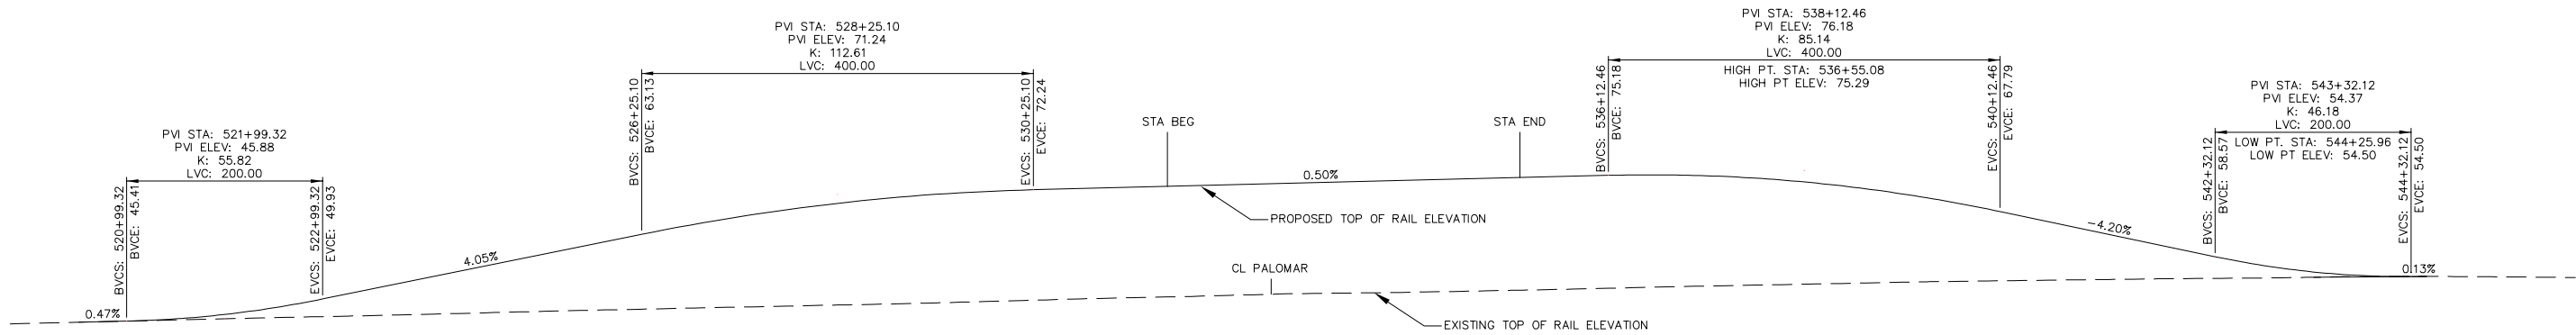 PVI STA: 521+99.32
PVI ELEV: 45.88
K: 55.82
LVC: 200.00
BVCS: 520+99.32
BVCE: 45.41
EVCS: 522+99.32
EVCE: 49.93
0.47%
4.05%
PVI STA: 528+25.10
PVI ELEV: 71.24
K: 112.61
LVC: 400.00
BVCS: 526+25.10
BVCE: 63.13
EVCS: 530+25.10
EVCE: 72.24
STA BEG
STA END
0.50%
PROPOSED TOP OF RAIL ELEVATION
CL PALOMAR
EXISTING TOP OF RAIL ELEVATION
PVI STA: 538+12.46
PVI ELEV: 76.18
K: 85.14
LVC: 400.00
HIGH PT. STA: 536+55.08
HIGH PT ELEV: 75.29
BVCS: 536+12.46
BVCE: 75.18
EVCS: 540+12.46
EVCE: 67.79
-4.20%
PVI STA: 543+32.12
PVI ELEV: 54.37
K: 46.18
LVC: 200.00
LOW PT. STA: 544+25.96
LOW PT ELEV: 54.50
BVCS: 542+32.12
BVCE: 58.57
EVCS: 544+32.12
EVCE: 54.50
0.13%